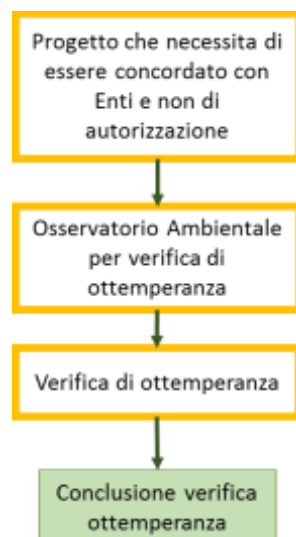 Progetto che necessita di
essere concordato con
Enti e non di
autorizzazione
Osservatorio Ambientale
per verifica di
ottemperanza
Verifica di ottemperanza
Conclusione verifica
ottemperanza